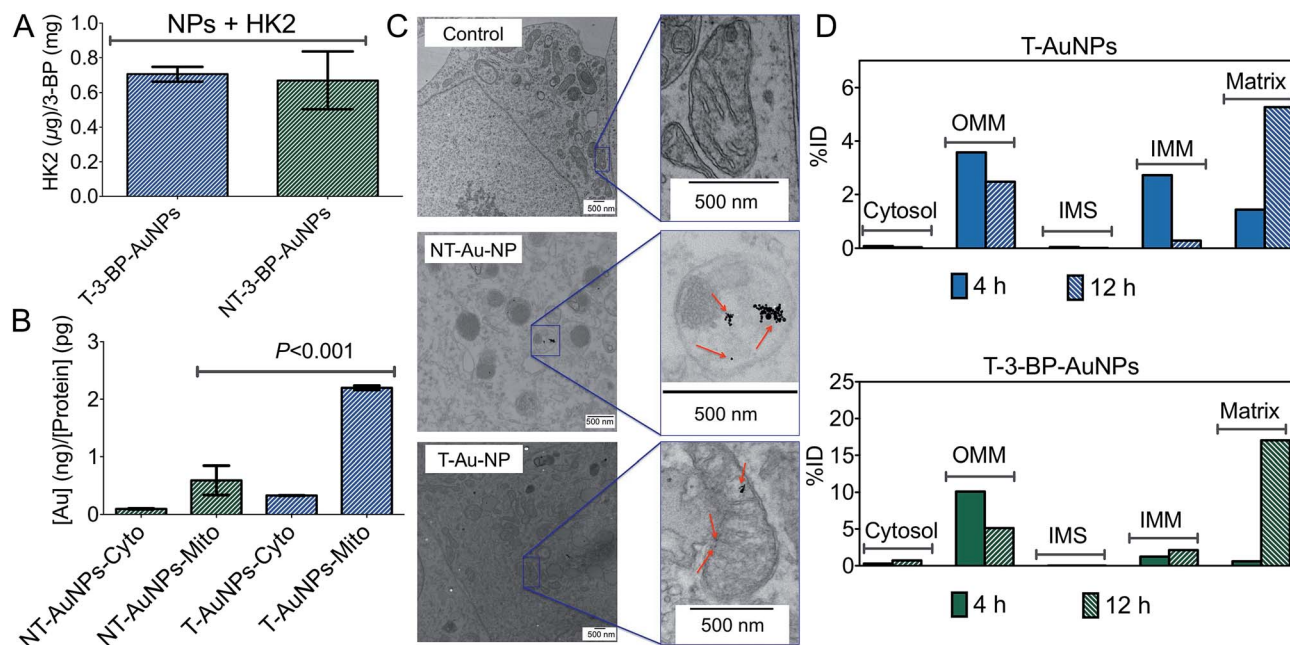 A
NPs + HK2
HK2 (µg)/3-BP (mg)
1.0
0.8
0.6
0.4
0.2
0.0
T-3-BP-AuNPs
NT-3-BP-AuNPs
B
[Au] (ng)/[Protein] (pg)
3
2
1
0
P<0.001
NT-AuNPs-Cyto
NT-AuNPs-Mito
T-AuNPs-Cyto
T-AuNPs-Mito
C
Control
500 nm
500 nm
NT-Au-NP
500 nm
500 nm
T-Au-NP
500 nm
500 nm
D
T-AuNPs
%ID
6
4
2
0
Cytosol
OMM
IMS
IMM
Matrix
4 h
12 h
T-3-BP-AuNPs
%ID
25
20
15
10
5
0
Cytosol
OMM
IMS
IMM
Matrix
4 h
12 h